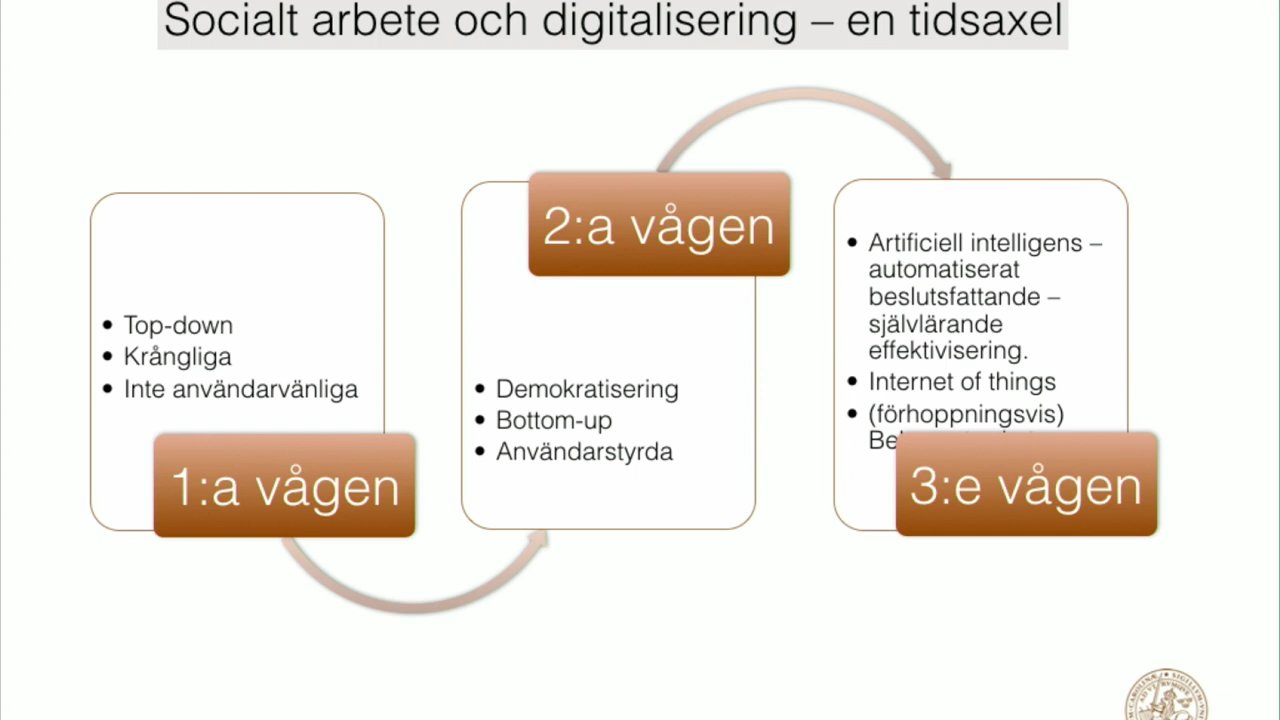 Socialt arbete och digitalisering – en tidsaxel
• Top-down
• Krångliga
• Inte användarvänliga
1:a vågen
2:a vågen
• Demokratisering
• Bottom-up
• Användarstyrda
• Artificiell intelligens –
automatiserat
beslutsfattande –
självlärande
effektivisering.
• Internet of things
• (förhoppningsvis)
3:e vågen